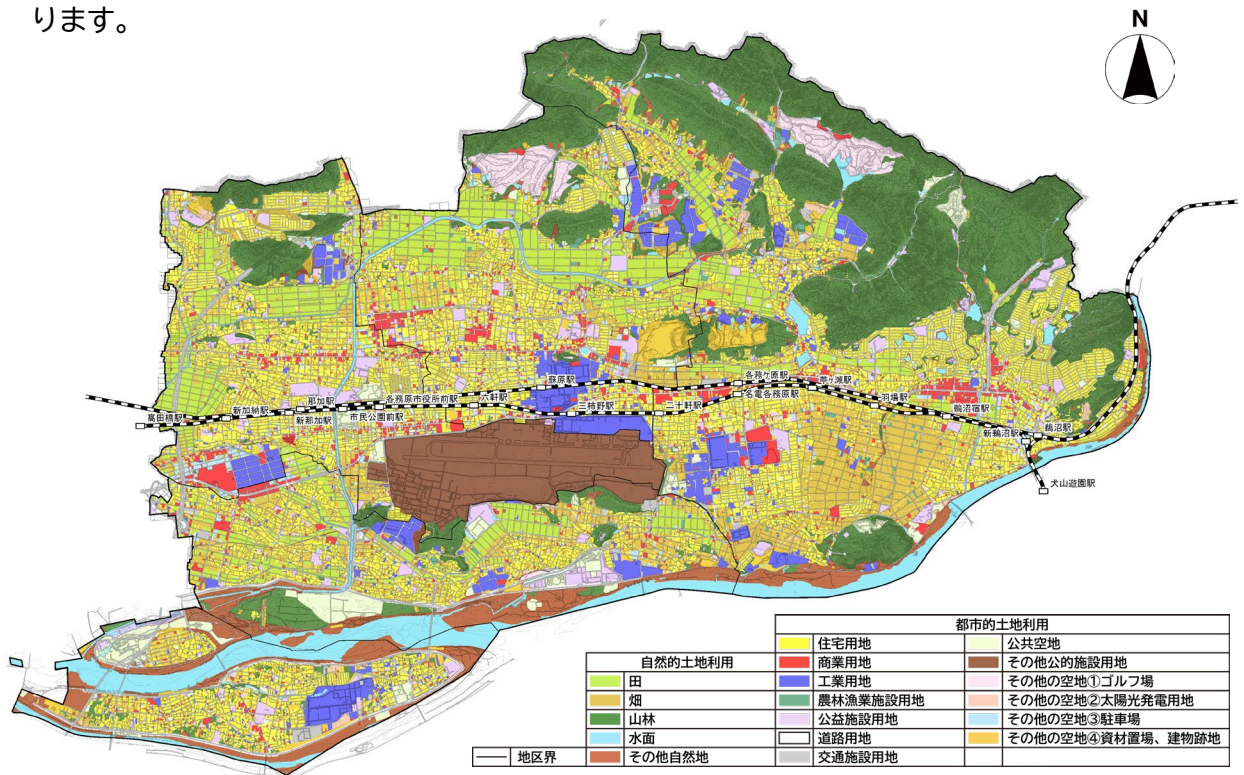 ります。
N
蘇原駅
各務ケ原駅
鵜沼宿駅
羽場駅
那加駅
各務原市役所前駅
六軒駅
三柿野駅
二十軒駅
名電各務原駅
高田橋駅
新加納駅
新那加駅
市民公園前駅
新鵜沼駅
鵜沼駅
犬山遊園駅
都市的土地利用
自然的土地利用
住宅用地
公共空地
商業用地
その他公的施設用地
田
工業用地
その他の空地①ゴルフ場
畑
農林漁業施設用地
その他の空地②太陽光発電用地
山林
公益施設用地
その他の空地③駐車場
水面
道路用地
その他の空地④資材置場、建物跡地
地区界
その他自然地
交通施設用地